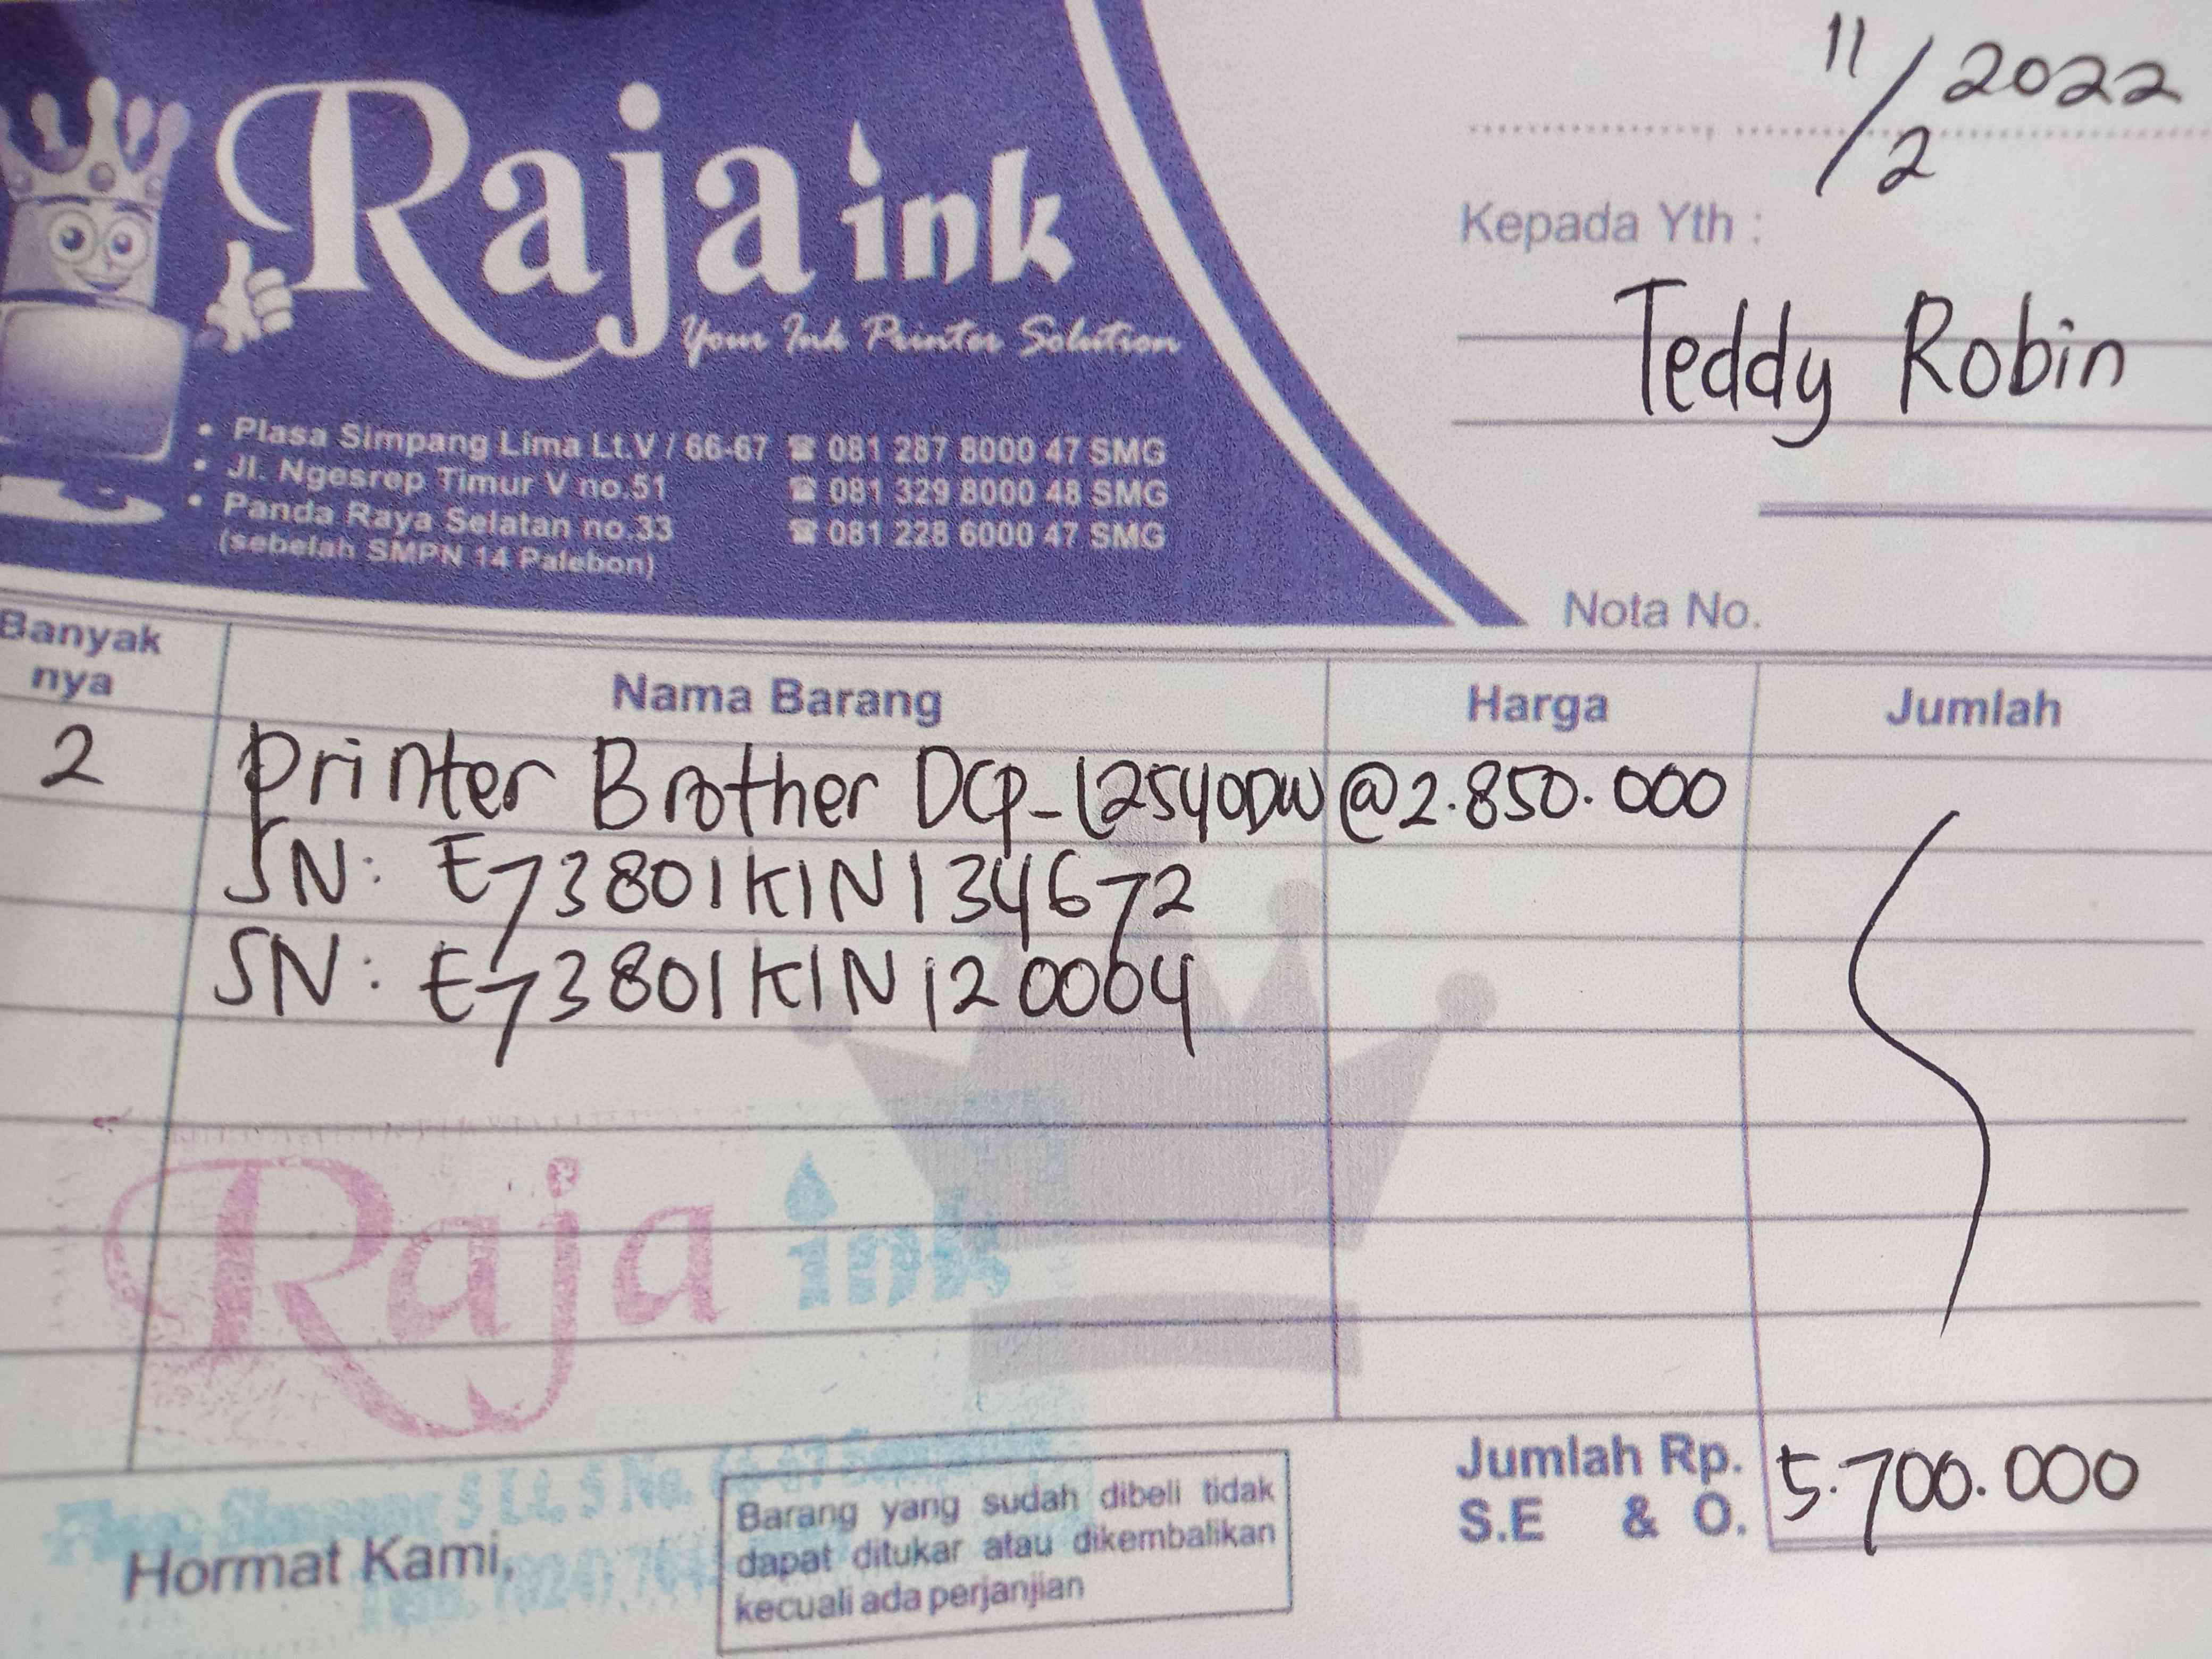 Raja ink
Your Ink Printer Solution
• Plasa Simpang Lima Lt.V / 66-67 ☎ 081 287 8000 47 SMG
• Jl. Ngesrep Timur V no.51 ☎ 081 329 8000 48 SMG
• Panda Raya Selatan no.33 ☎ 081 228 6000 47 SMG
(sebelah SMPN 14 Palebon)
11/2 2022
Kepada Yth :
Teddy Robin
Nota No.
Banyak nya Nama Barang Harga Jumlah
2 Printer Brother DCP-L2540DW @2.850.000
SN: E73801K1N134672
SN: E73801K1N120064
Raja ink
Jumlah Rp. 5.700.000
S.E & O.
Hormat Kami,
Barang yang sudah dibeli tidak
dapat ditukar atau dikembalikan
kecuali ada perjanjian